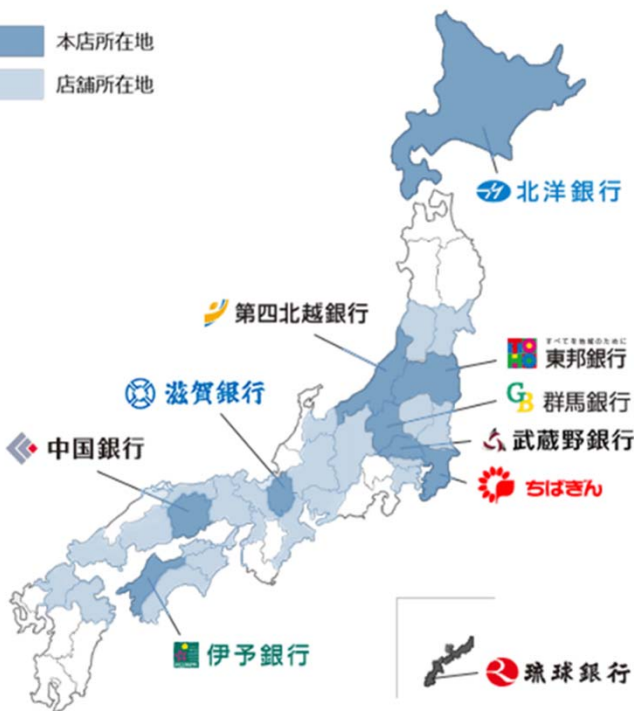 本店所在地
店舗所在地
北洋銀行
第四北越銀行
すべてを地域のために
東邦銀行
滋賀銀行
GB 群馬銀行
中国銀行
武蔵野銀行
ちばぎん
伊予銀行
琉球銀行